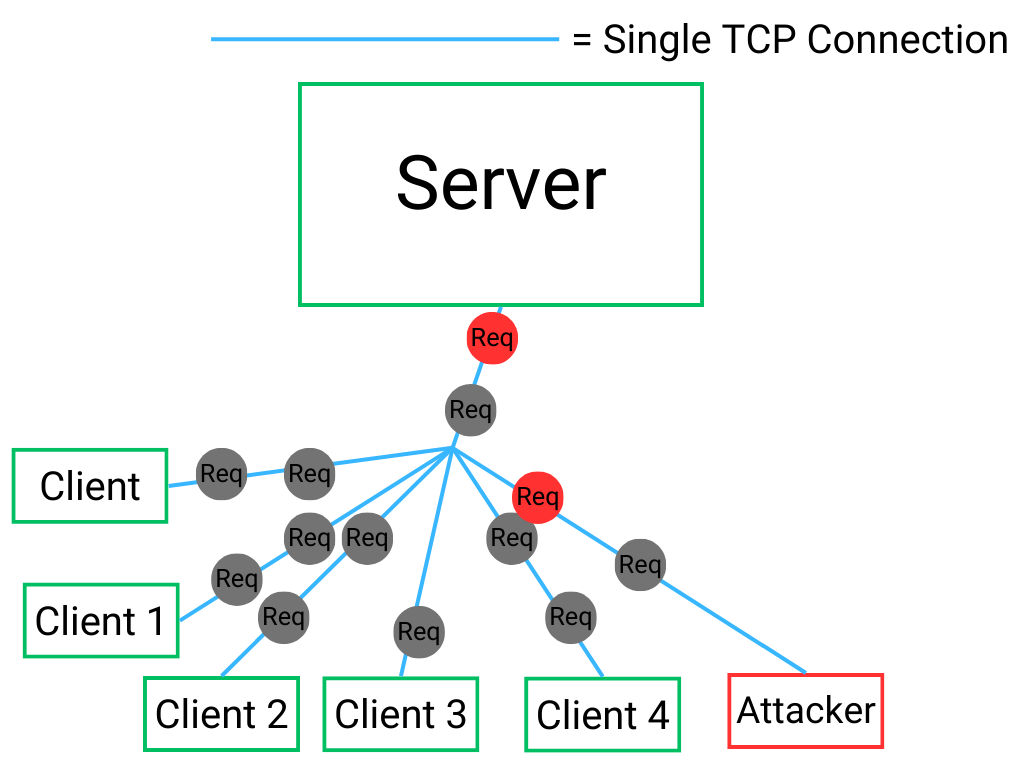 = Single TCP Connection
Server
Req
Req
Client
Req
Req
Req
Req
Req
Req
Req
Req
Client 1
Req
Req
Req
Client 2
Client 3
Client 4
Attacker